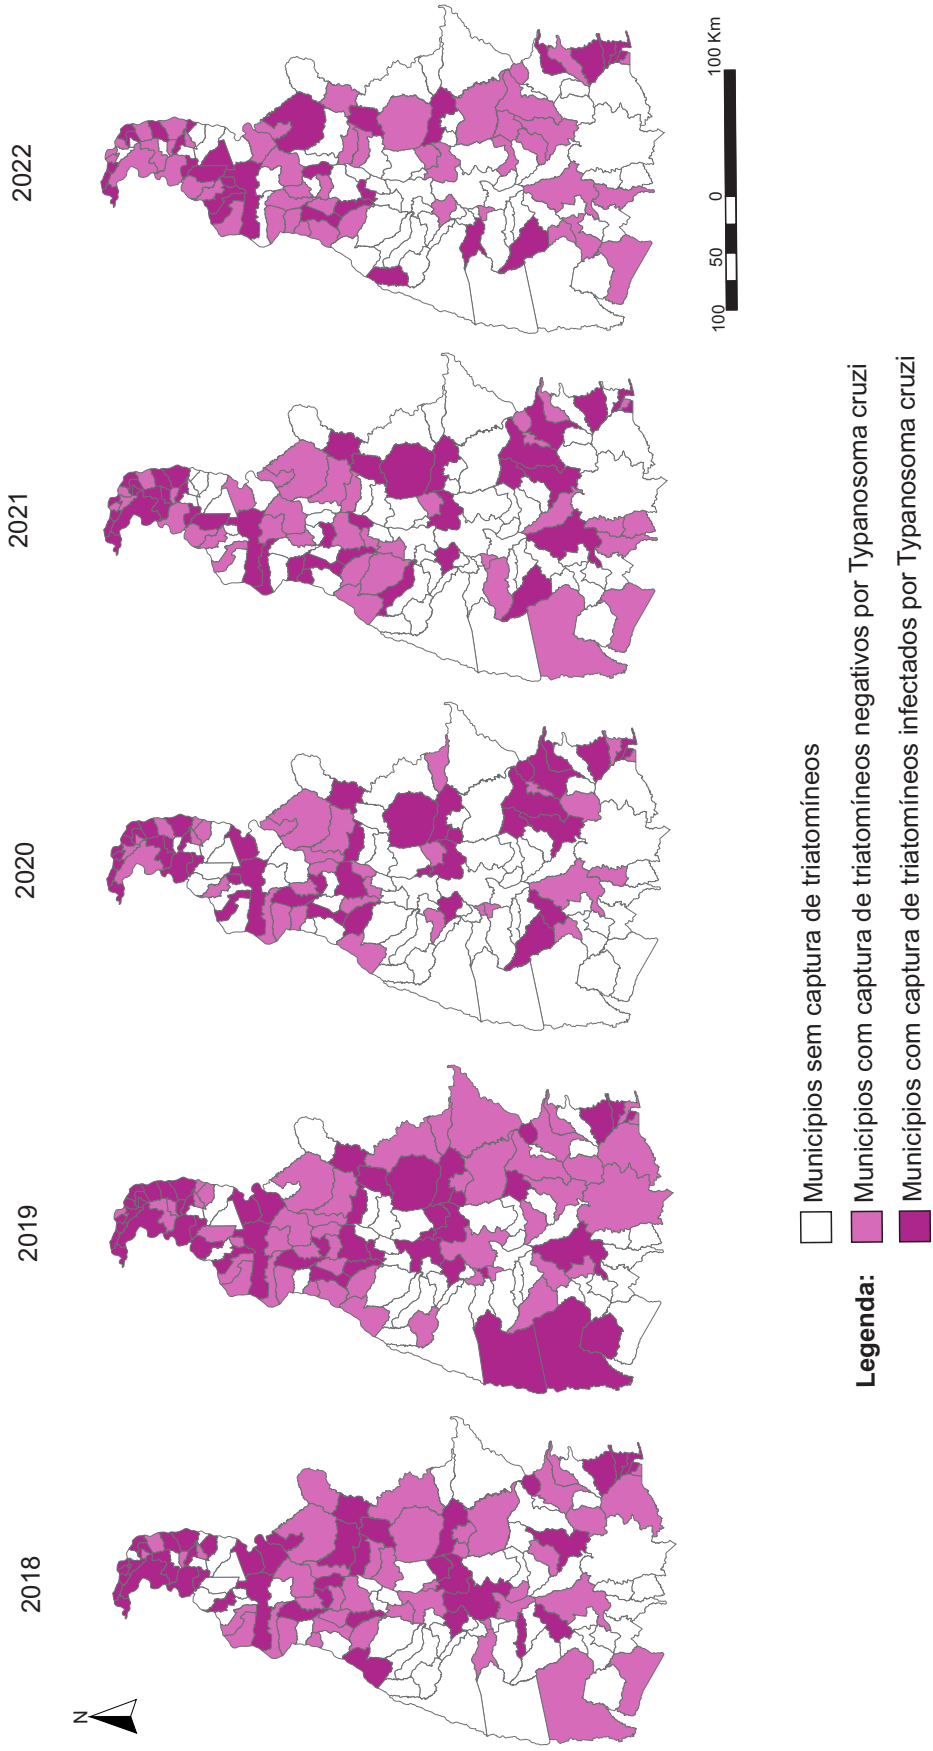 N
2018
2019
2020
2021
2022
100
50
0
100 Km
Legenda:
Municípios sem captura de triatomíneos
Municípios com captura de triatomíneos negativos por Typanosoma cruzi
Municípios com captura de triatomíneos infectados por Typanosoma cruzi